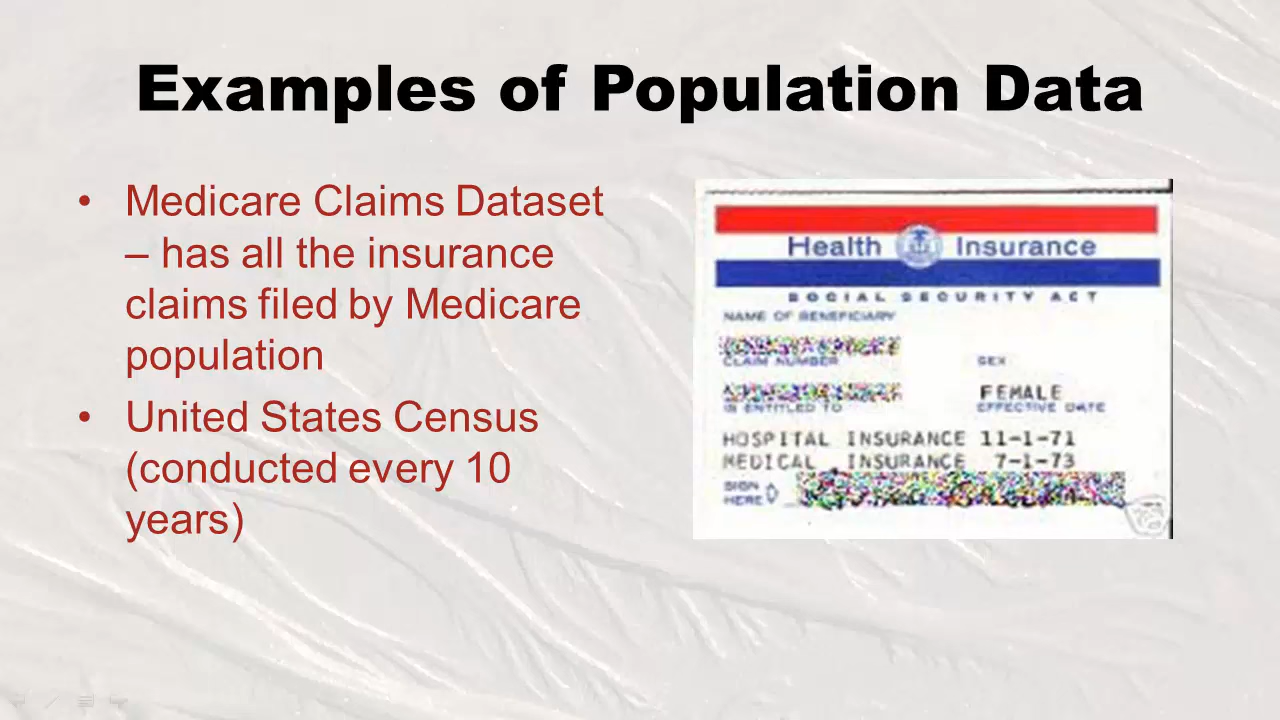 Examples of Population Data
• Medicare Claims Dataset
– has all the insurance
claims filed by Medicare
population
• United States Census
(conducted every 10
years)
Health Insurance
SOCIAL SECURITY ACT
NAME OF BENEFICIARY
CLAIM NUMBER
SEX
FEMALE
IS ENTITLED TO
EFFECTIVE DATE
HOSPITAL INSURANCE 11-1-71
MEDICAL INSURANCE 7-1-73
SIGN
HERE